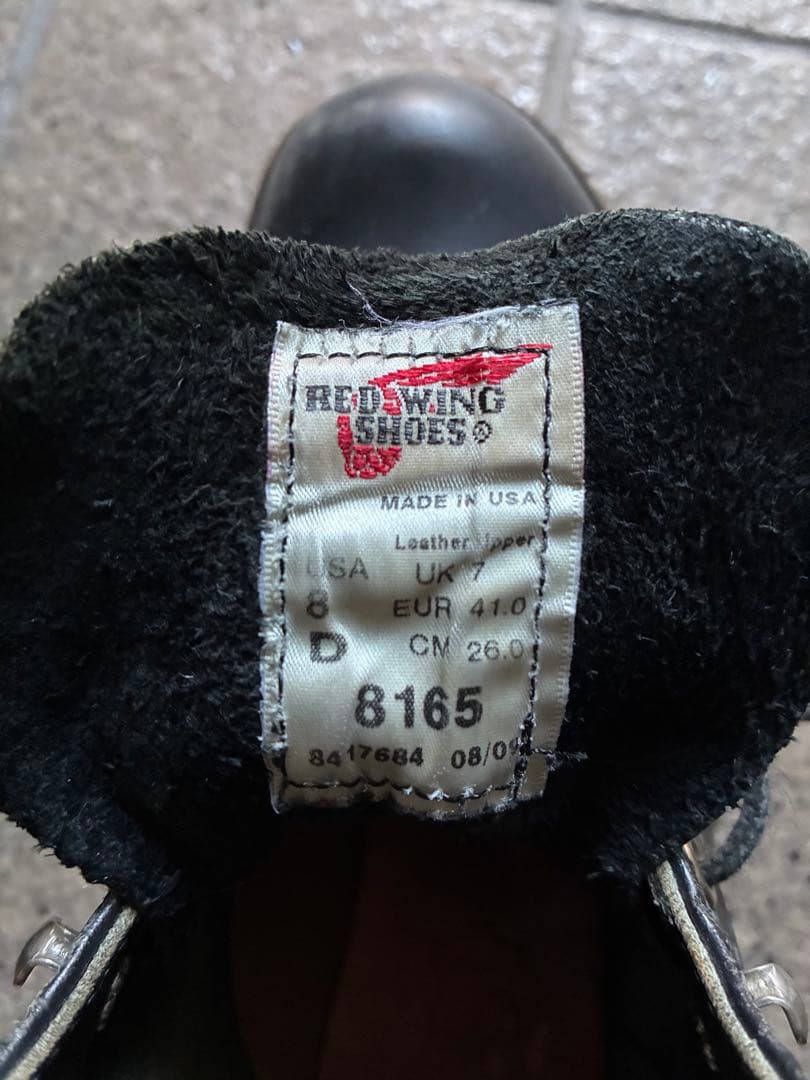 RED WING
SHOES®
MADE IN USA
Leather Upper
USA UK 7
8 EUR 41.0
D CM 26.0
8165
8417684 08/09